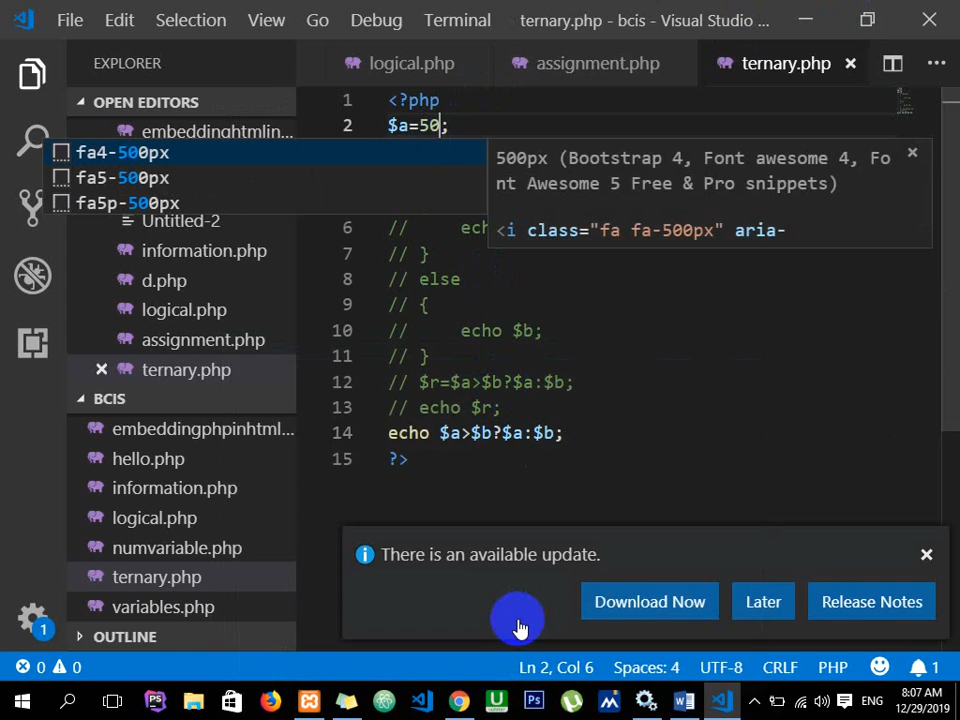 File Edit Selection View Go Debug Terminal ternary.php - bcis - Visual Studio ...
EXPLORER
logical.php assignment.php ternary.php
OPEN EDITORS
embeddinghtmlin...
Untitled-2
information.php
d.php
logical.php
assignment.php
ternary.php
BCIS
embeddingphpinhtml...
hello.php
information.php
logical.php
numvariable.php
ternary.php
variables.php
OUTLINE
1 <?php
2 $a=50;
fa4-500px
fa5-500px
fa5p-500px
500px (Bootstrap 4, Font awesome 4, Fo
nt Awesome 5 Free & Pro snippets)
<i class="fa fa-500px" aria-
6 // ec
7 // }
8 // else
9 // {
10 // echo $b;
11 // }
12 // $r=$a>$b?$a:$b;
13 // echo $r;
14 echo $a>$b?$a:$b;
15 ?>
There is an available update.
Download Now Later Release Notes
1
0 0 Ln 2, Col 6 Spaces: 4 UTF-8 CRLF PHP 1
PS Ps ENG 8:07 AM
12/29/2019